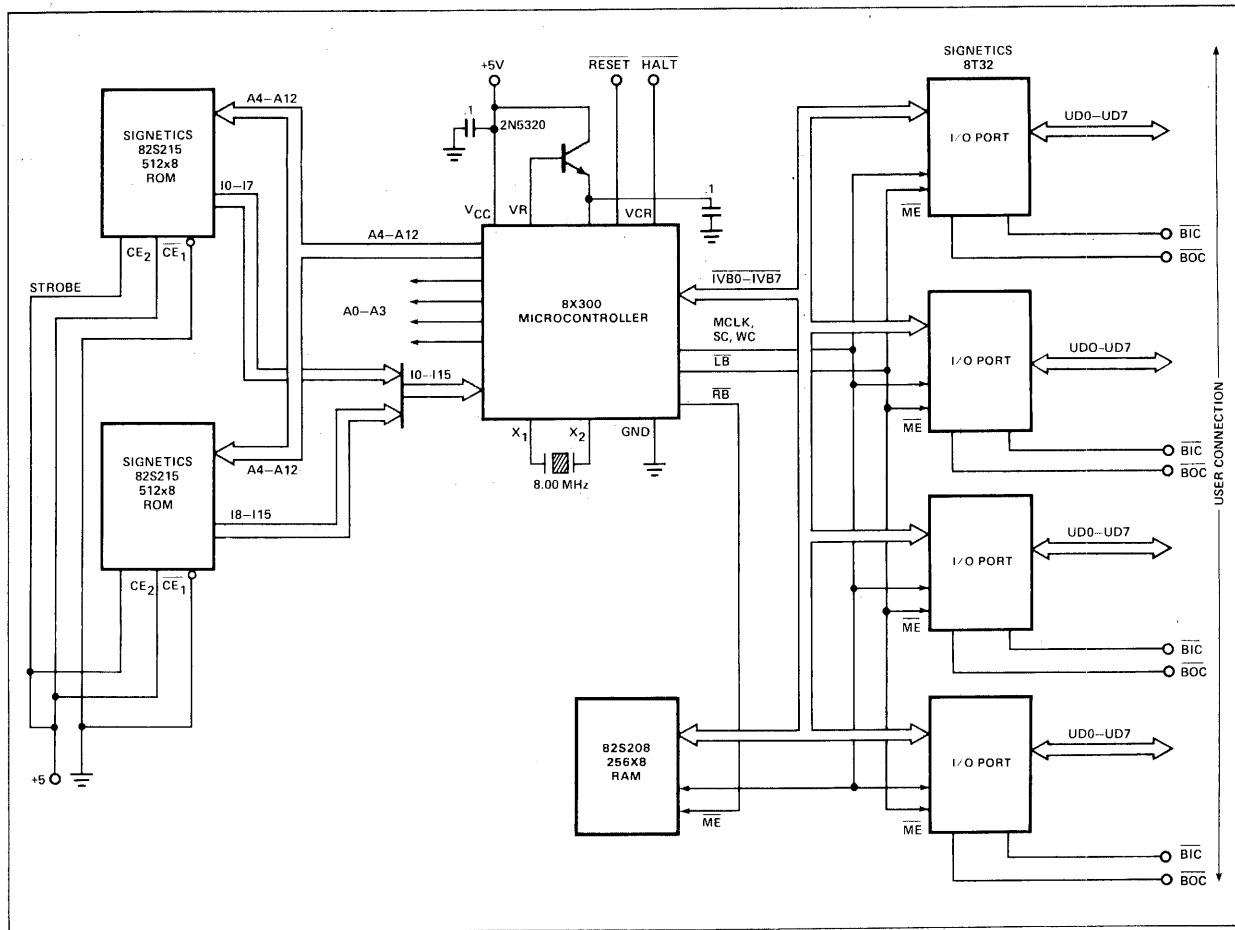 +5V
RESET
HALT
.1
2N5320
.1
VCC
VR
VCR
A4–A12
SIGNETICS
82S215
512x8
ROM
I0–I7
CE2
CE1
STROBE
A4–A12
A0–A3
8X300
MICROCONTROLLER
I0–I15
X1
X2
GND
8.00 MHz
A4–A12
SIGNETICS
82S215
512x8
ROM
I8–I15
CE2
CE1
+5
IVB0–IVB7
MCLK,
SC, WC
LB
RB
82S208
256X8
RAM
ME
SIGNETICS
8T32
I/O PORT
UD0–UD7
ME
BIC
BOC
I/O PORT
UDO–UD7
ME
BIC
BOC
I/O PORT
UD0–UD7
ME
BIC
BOC
I/O PORT
UD0–UD7
ME
BIC
BOC
USER CONNECTION